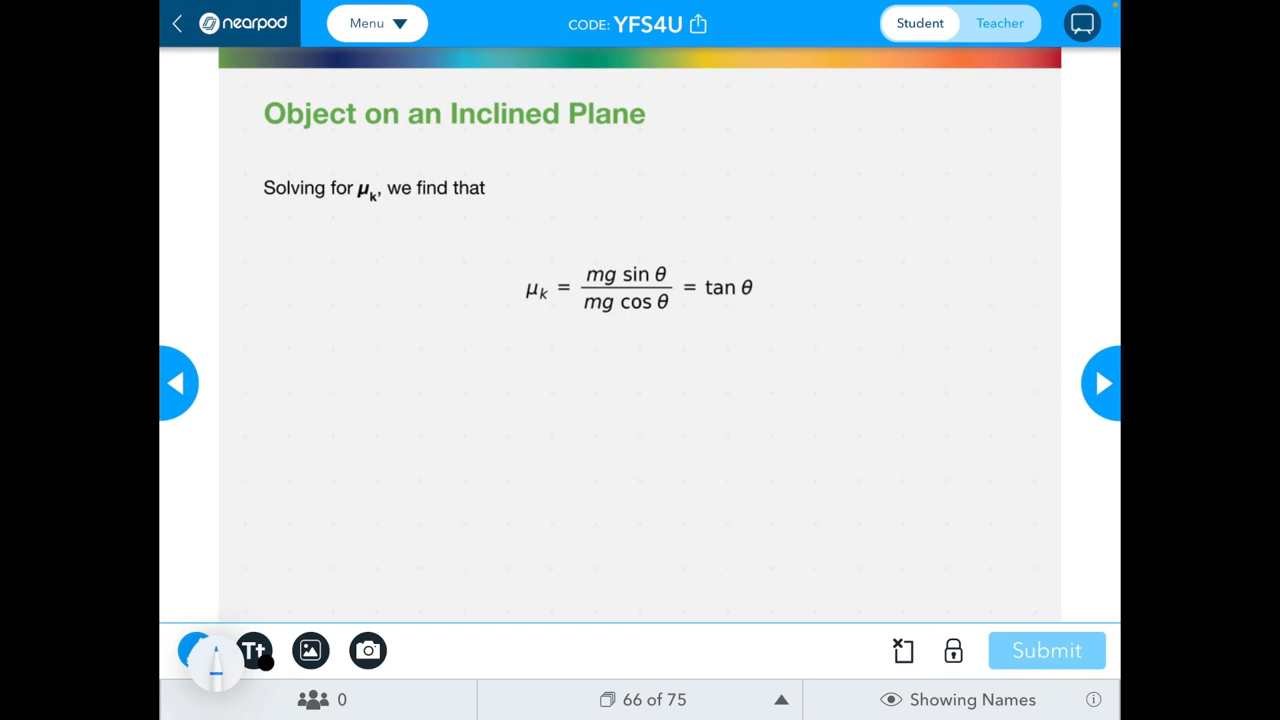 nearpod
Menu
CODE: YFS4U
Student
Teacher
Object on an Inclined Plane
Solving for μk, we find that
μk = mg sin θ / mg cos θ = tan θ
Tt
Submit
0
66 of 75
Showing Names